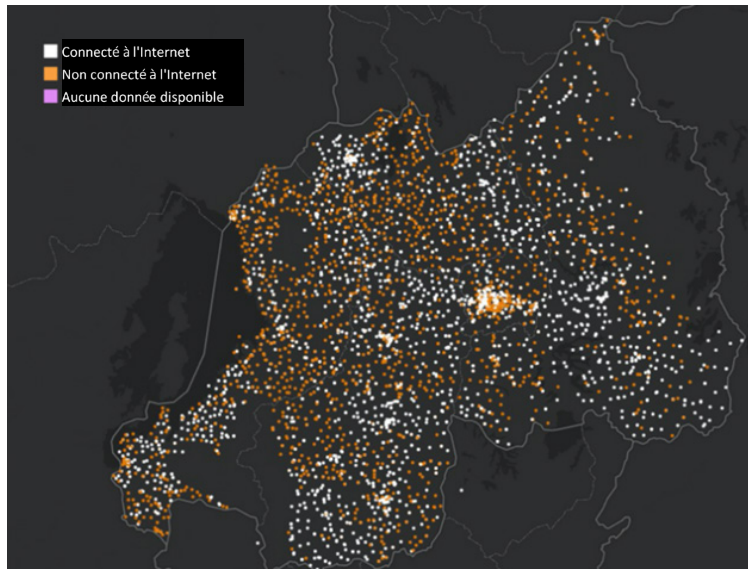 Connecté à l'Internet
Non connecté à l'Internet
Aucune donnée disponible